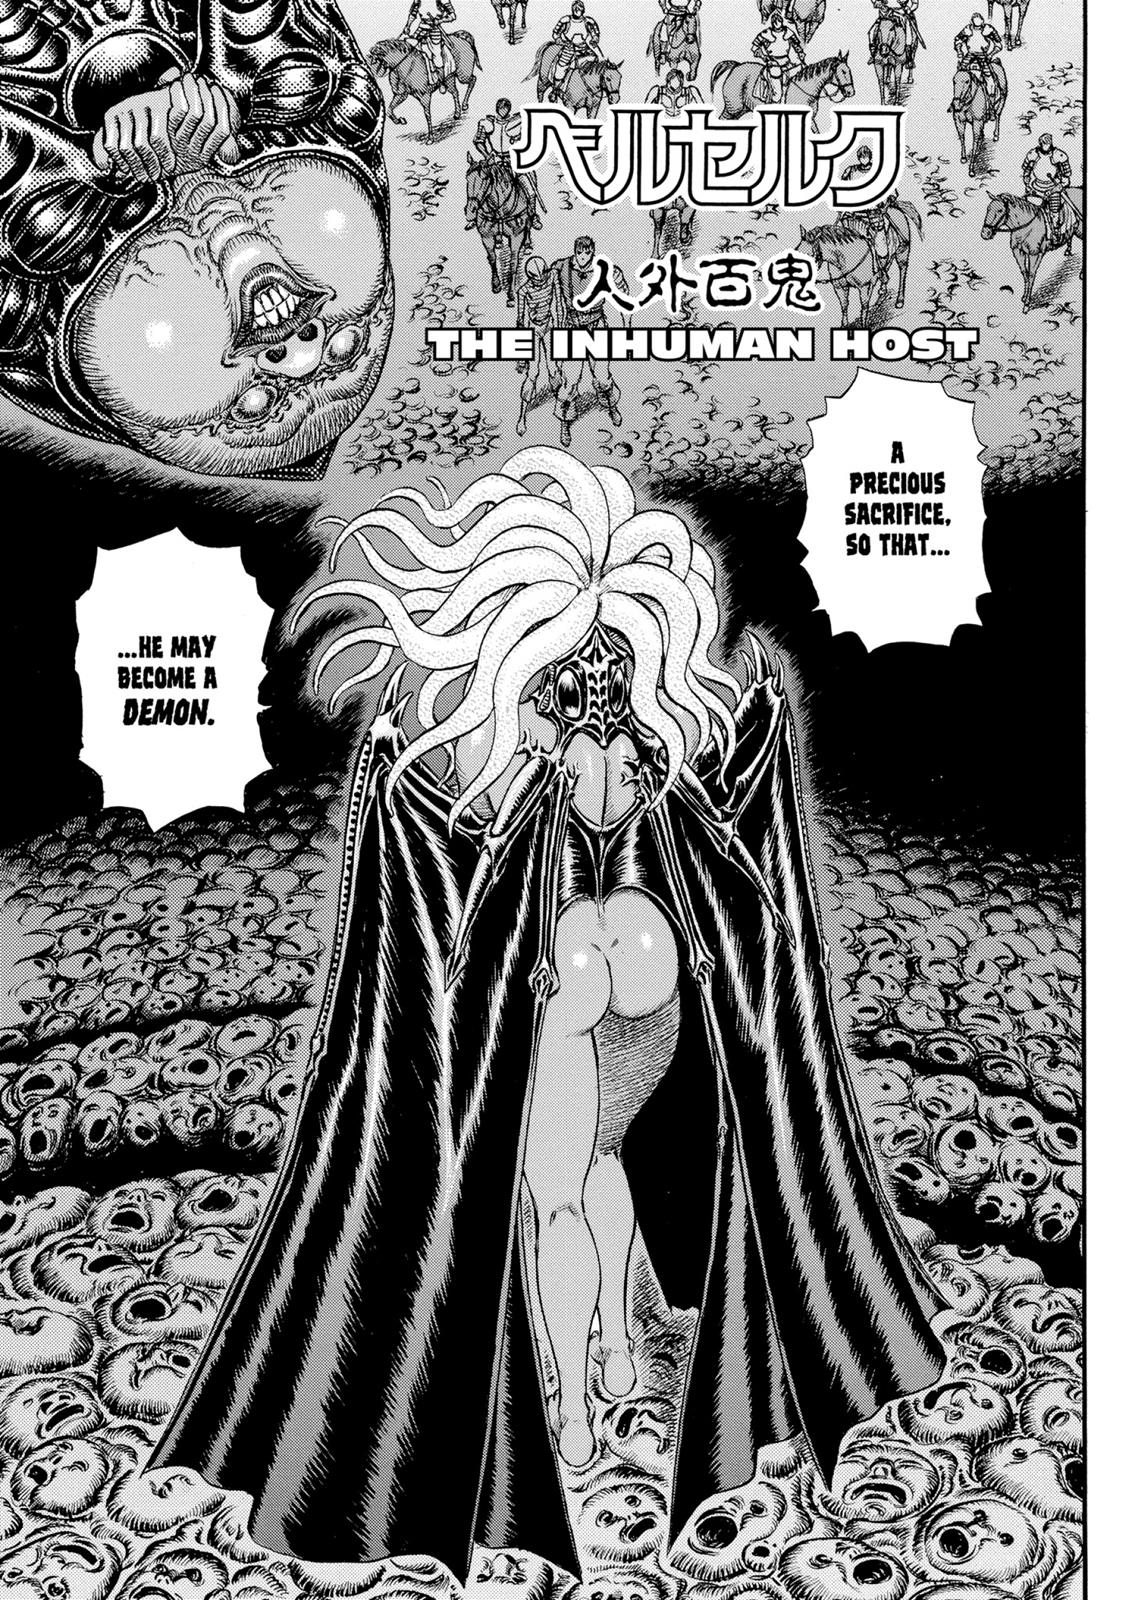 ベルセルク
人外百鬼
THE INHUMAN HOST
A
PRECIOUS
SACRIFICE,
SO THAT...
...HE MAY
BECOME A
DEMON.